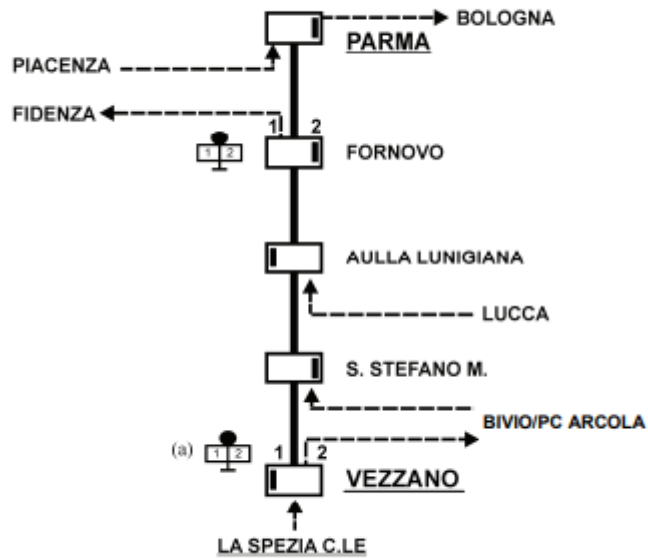 BOLOGNA
PARMA
PIACENZA
FIDENZA
1 2
1 2
FORNOVO
AULLA LUNIGIANA
LUCCA
S. STEFANO M.
BIVIO/PC ARCOLA
(a) 1 2
1 2
VEZZANO
LA SPEZIA C.LE